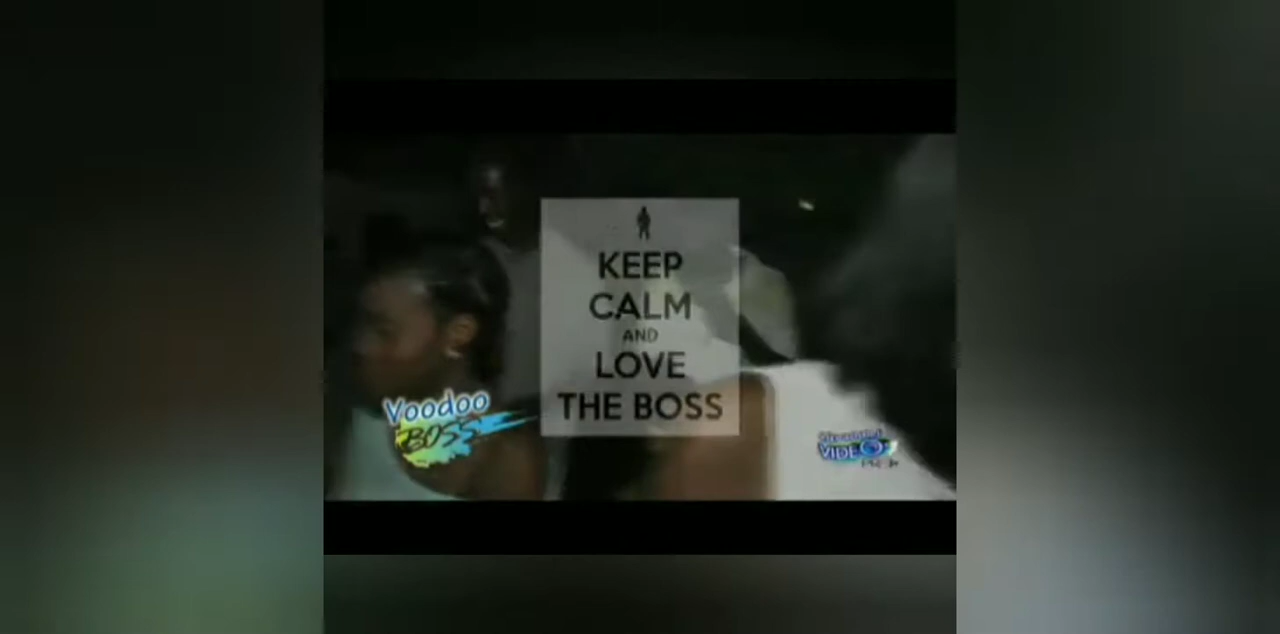 KEEP
CALM
AND
LOVE
THE BOSS
Voodoo
BOSS
VIDEO